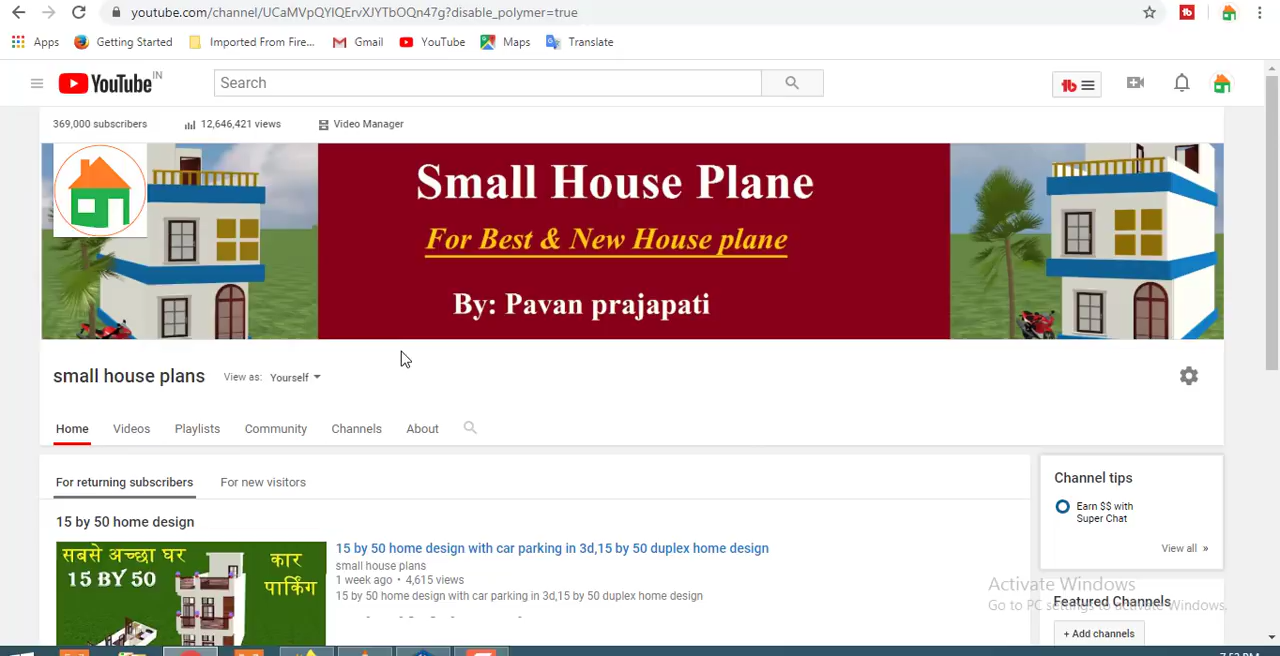 youtube.com/channel/UCaMVpQYIQErvXJYTbOQn47g?disable_polymer=true
Apps Getting Started Imported From Fire... Gmail YouTube Maps Translate
YouTube IN
Search
369,000 subscribers 12,646,421 views Video Manager
Small House Plane
For Best & New House plane
By: Pavan prajapati
small house plans View as: Yourself
Home Videos Playlists Community Channels About
For returning subscribers For new visitors
Channel tips
Earn $$ with
Super Chat
View all »
15 by 50 home design
सबसे अच्छा घर
15 BY 50
कार
पार्किंग
15 by 50 home design with car parking in 3d,15 by 50 duplex home design
small house plans
1 week ago • 4,615 views
15 by 50 home design with car parking in 3d,15 by 50 duplex home design
Activate Windows
Go to PC settings to activate Windows.
Featured Channels
+ Add channels